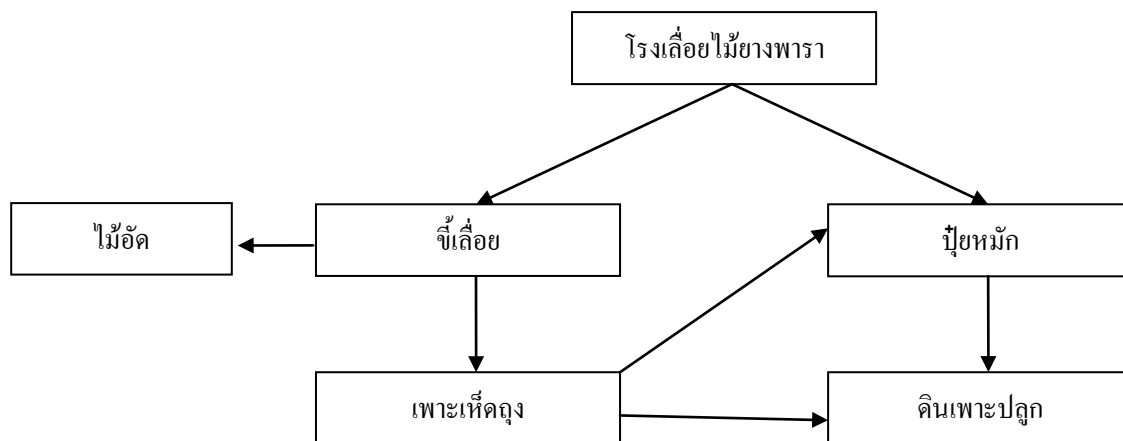 โรงเลื่อยไม้ยางพารา
ไม้อัด
ขี้เลื่อย
ปุ๋ยหมัก
เพาะเห็ดถุง
ดินเพาะปลูก